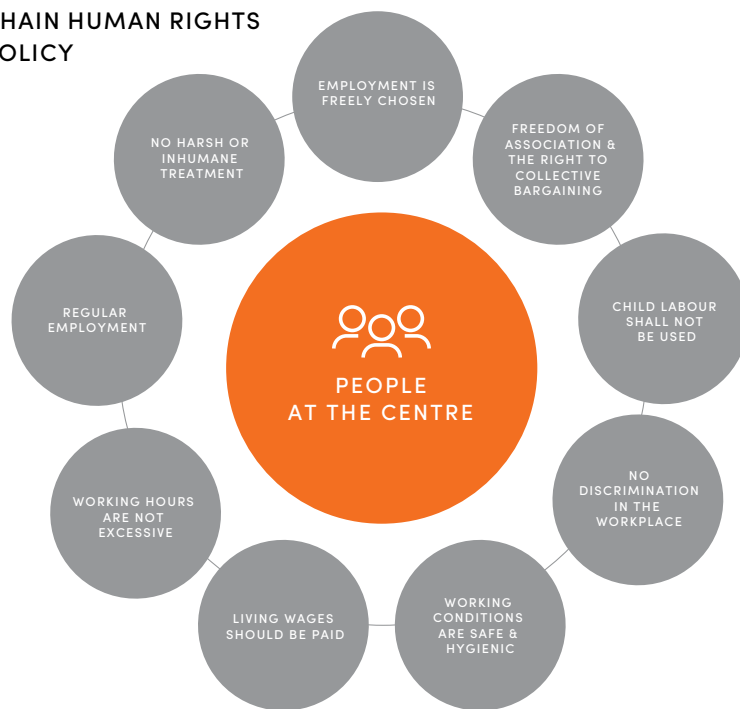 HAIN HUMAN RIGHTS
OLICY
EMPLOYMENT IS
FREELY CHOSEN
FREEDOM OF
ASSOCIATION &
THE RIGHT TO
COLLECTIVE
BARGAINING
CHILD LABOUR
SHALL NOT
BE USED
NO
DISCRIMINATION
IN THE
WORKPLACE
WORKING
CONDITIONS
ARE SAFE &
HYGIENIC
LIVING WAGES
SHOULD BE PAID
WORKING HOURS
ARE NOT
EXCESSIVE
REGULAR
EMPLOYMENT
NO HARSH OR
INHUMANE
TREATMENT
PEOPLE
AT THE CENTRE